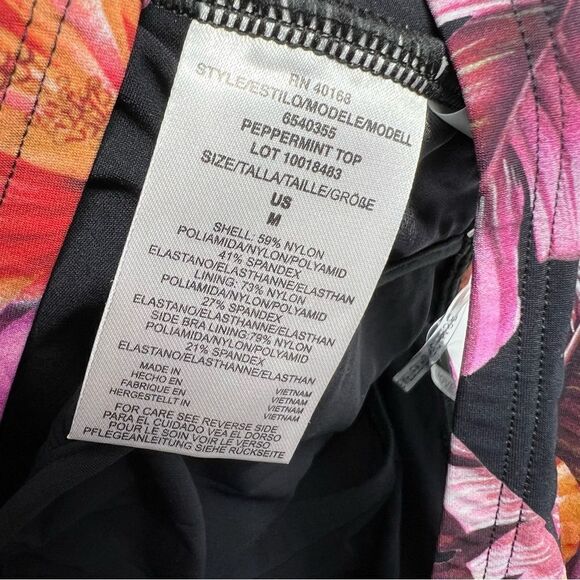 RN 40168
STYLE/ESTILO/MODELE/MODELL
6540355
PEPPERMINT TOP
LOT 10018483
SIZE/TALLA/TAILLE/GRÖßE
US
M
SHELL: 59% NYLON
POLIAMIDA/NYLON/POLYAMID
41% SPANDEX
ELASTANO/ELASTHANNE/ELASTHAN
LINING: 73% NYLON
POLIAMIDA/NYLON/POLYAMID
27% SPANDEX
ELASTANO/ELASTHANNE/ELASTHAN
SIDE BRA LINING:79% NYLON
POLIAMIDA/NYLON/POLYAMID
21% SPANDEX
ELASTANO/ELASTHANNE/ELASTHAN
MADE IN VIETNAM
HECHO EN VIETNAM
FABRIQUE EN VIETNAM
HERGESTELLT IN VIETNAM
FOR CARE SEE REVERSE SIDE
PARA EL CUIDADO VEA EL DORSO
POUR LE SOIN VOIR LE VERSO
PFLEGEANLEITUNG SIEHE RÜCKSEITE